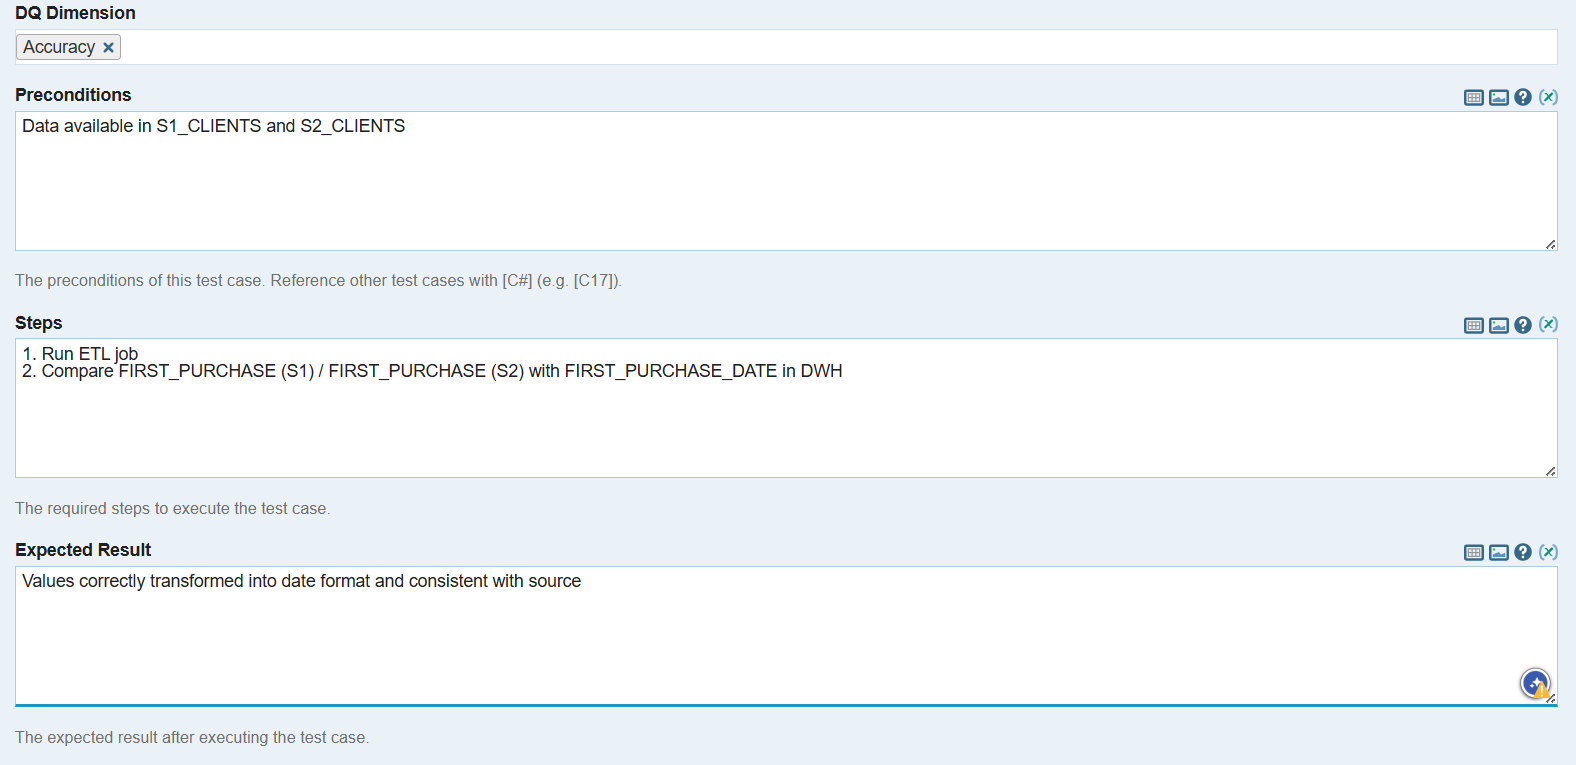 DQ Dimension
Accuracy
Preconditions
Data available in S1_CLIENTS and S2_CLIENTS
The preconditions of this test case. Reference other test cases with [C#] (e.g. [C17]).
Steps
1. Run ETL job
2. Compare FIRST_PURCHASE (S1) / FIRST_PURCHASE (S2) with FIRST_PURCHASE_DATE in DWH
The required steps to execute the test case.
Expected Result
Values correctly transformed into date format and consistent with source
The expected result after executing the test case.